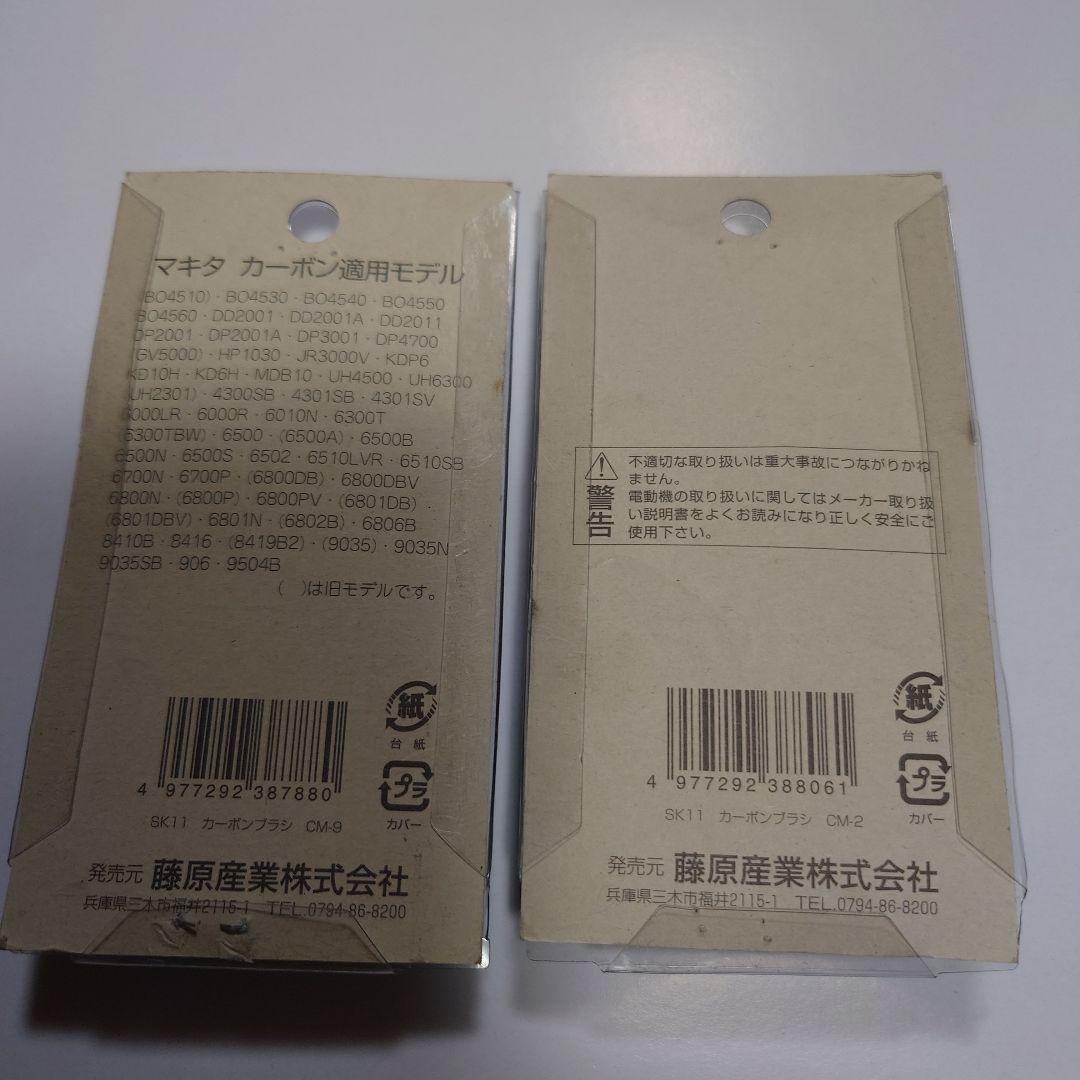 マキタ カーボン適用モデル
(BO4510)・BO4530・BO4540・BO4550
BO4560・DD2001・DD2001A・DD2011
DP2001・DP2001A・DP3001・DP4700
(GV5000)・HP1030・JR3000V・KDP6
KD10H・KD6H・MDB10・UH4500・UH6300
(UH2301)・4300SB・4301SB・4301SV
6000LR・6000R・6010N・6300T
(6300TBW)・6500・(6500A)・6500B
6500N・6500S・6502・6510LVR・6510SB
6700N・6700P・(6800DB)・6800DBV
6800N・(6800P)・6800PV・(6801DB)・
(6801DBV)・6801N・(6802B)・6806B
8410B・8416・(8419B2)・(9035)・9035N
9035SB・906・9504B
( )は旧モデルです。
紙
台紙
プラ
カバー
4 977292 387880
SK11 カーボンブラシ CM-9
発売元 藤原産業株式会社
兵庫県三木市福井2115-1 TEL.0794-86-8200
警告
不適切な取り扱いは重大事故につながりかね
ません。
電動機の取り扱いに関してはメーカー取り扱
い説明書をよくお読みになり正しく安全にご
使用下さい。
紙
台紙
プラ
カバー
4 977292 388061
SK11 カーボンブラシ CM-2
発売元 藤原産業株式会社
兵庫県三木市福井2115-1 TEL.0794-86-8200